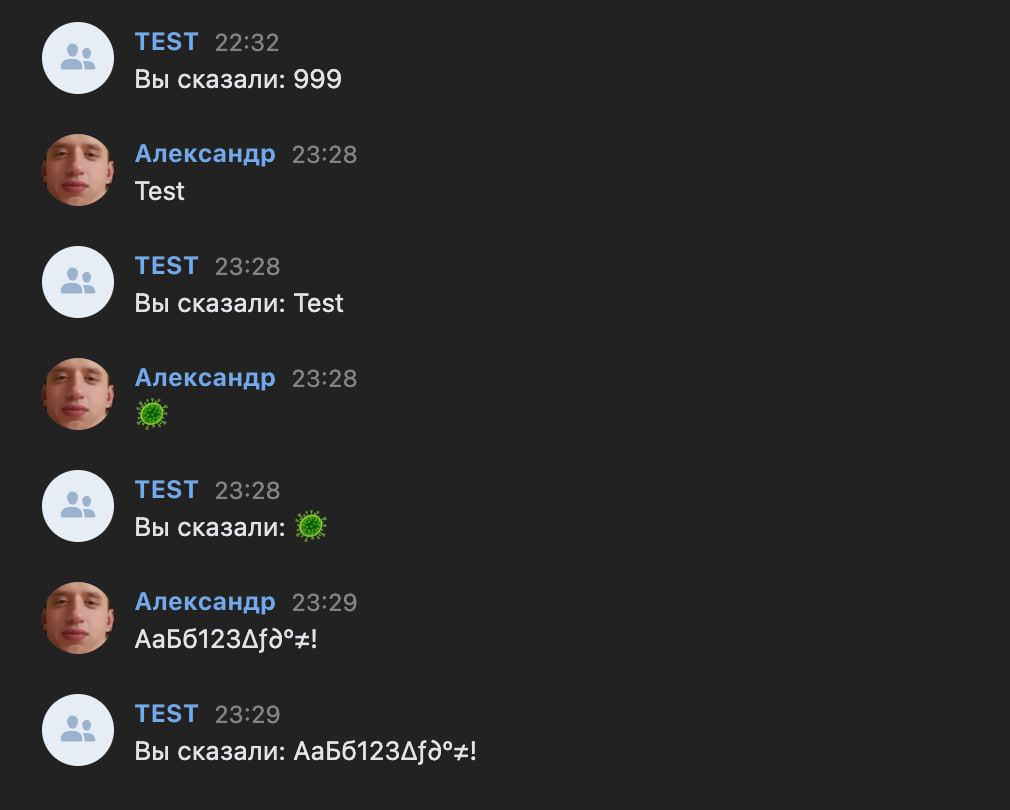 TEST 22:32
Вы сказали: 999
Александр 23:28
Test
TEST 23:28
Вы сказали: Test
Александр 23:28
🦠
TEST 23:28
Вы сказали: 🦠
Александр 23:29
АаБб123∆ƒ∂º≠!
TEST 23:29
Вы сказали: АаБб123∆ƒ∂º≠!